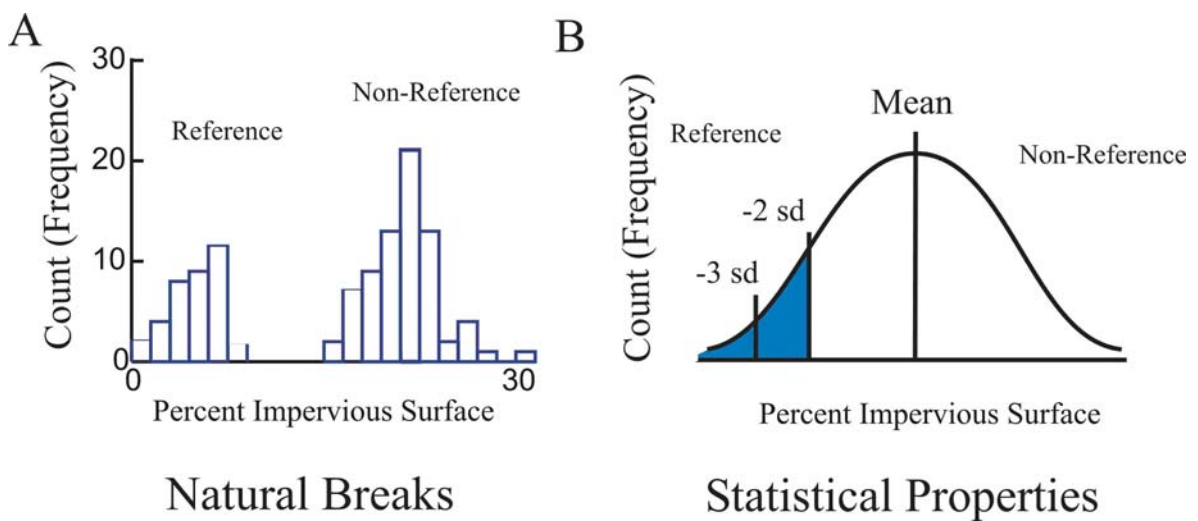 A
30
20
10
0
Count (Frequency)
Reference
Non-Reference
0
30
Percent Impervious Surface
Natural Breaks
B
Count (Frequency)
Reference
Mean
Non-Reference
-2 sd
-3 sd
Percent Impervious Surface
Statistical Properties